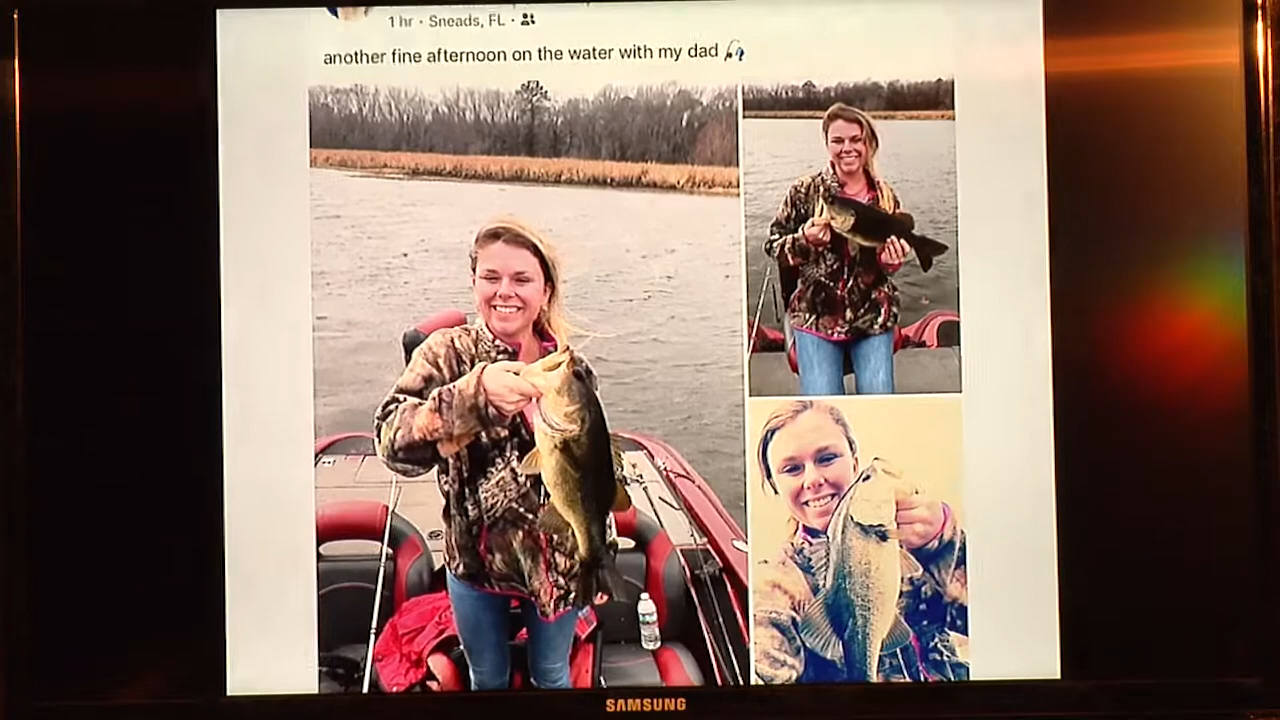 1 hr · Sneads, FL ·
another fine afternoon on the water with my dad 🎣
SAMSUNG